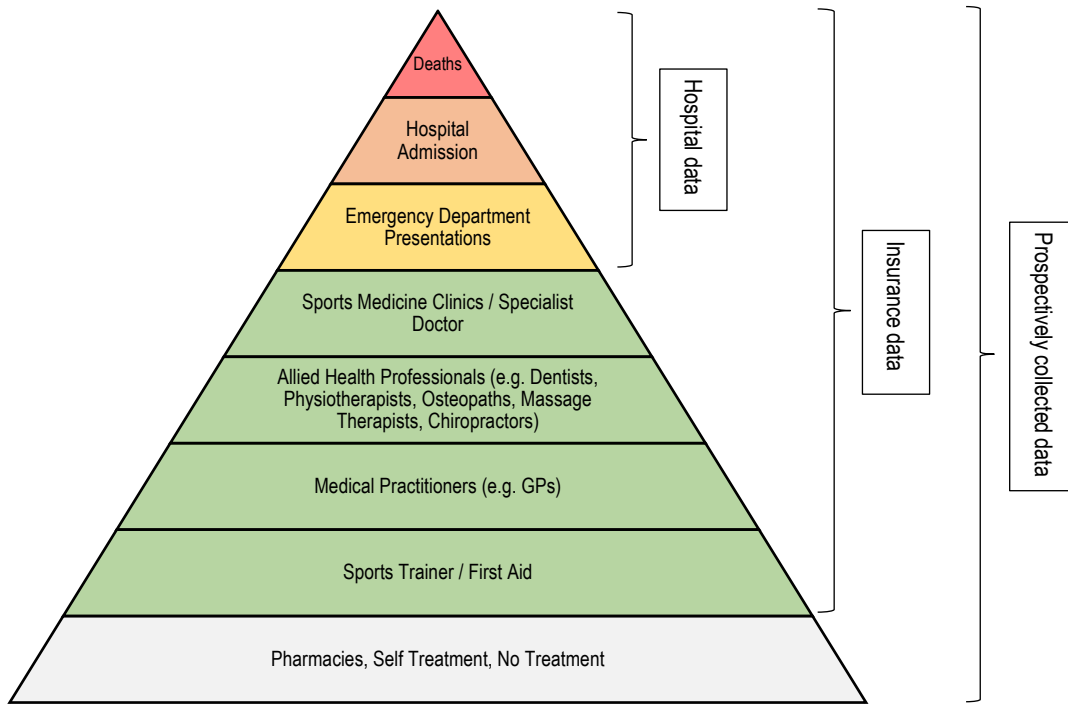 Deaths
Hospital
Admission
Emergency Department
Presentations
Sports Medicine Clinics / Specialist
Doctor
Allied Health Professionals (e.g. Dentists,
Physiotherapists, Osteopaths, Massage
Therapists, Chiropractors)
Medical Practitioners (e.g. GPs)
Sports Trainer / First Aid
Pharmacies, Self Treatment, No Treatment
Hospital data
Insurance data
Prospectively collected data